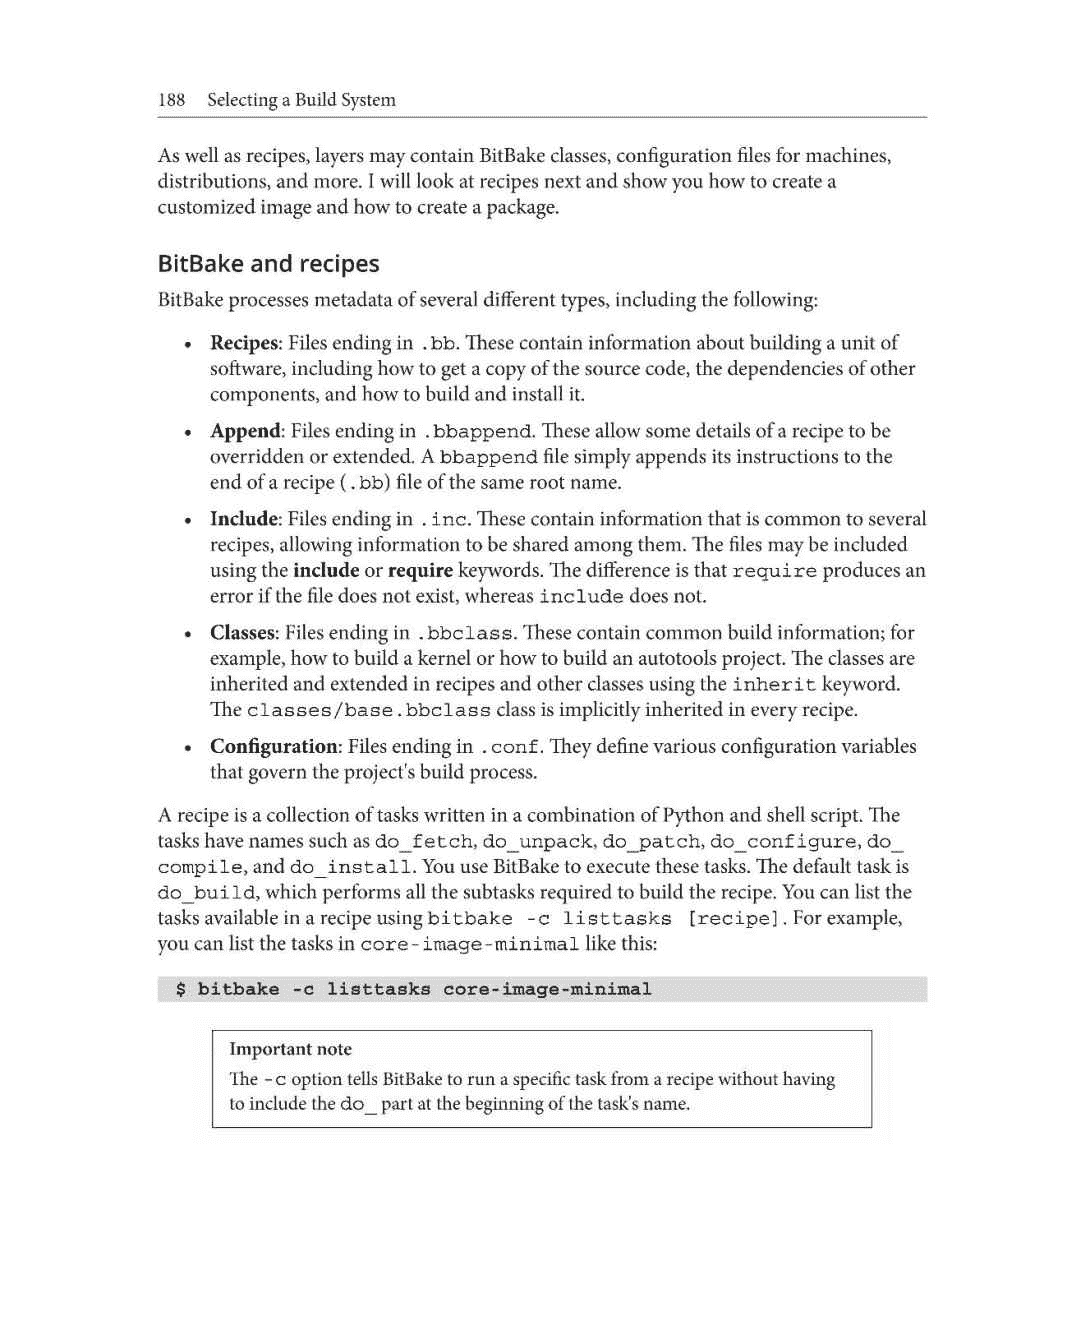 188 Selecting a Build System
As well as recipes, layers may contain BitBake classes, configuration files for machines,
distributions, and more. I will look at recipes next and show you how to create a
customized image and how to create a package.
BitBake and recipes
BitBake processes metadata of several different types, including the following:
• Recipes: Files ending in .bb. These contain information about building a unit of
software, including how to get a copy of the source code, the dependencies of other
components, and how to build and install it.
• Append: Files ending in .bbappend. These allow some details of a recipe to be
overridden or extended. A bbappend file simply appends its instructions to the
end of a recipe (.bb) file of the same root name.
• Include: Files ending in .inc. These contain information that is common to several
recipes, allowing information to be shared among them. The files may be included
using the include or require keywords. The difference is that require produces an
error if the file does not exist, whereas include does not.
• Classes: Files ending in .bbclass. These contain common build information; for
example, how to build a kernel or how to build an autotools project. The classes are
inherited and extended in recipes and other classes using the inherit keyword.
The classes/base.bbclass class is implicitly inherited in every recipe.
• Configuration: Files ending in .conf. They define various configuration variables
that govern the project's build process.
A recipe is a collection of tasks written in a combination of Python and shell script. The
tasks have names such as do_fetch, do_unpack, do_patch, do_configure, do_
compile, and do_install. You use BitBake to execute these tasks. The default task is
do_build, which performs all the subtasks required to build the recipe. You can list the
tasks available in a recipe using bitbake -c listtasks [recipe]. For example,
you can list the tasks in core-image-minimal like this:
$ bitbake -c listtasks core-image-minimal
Important note
The -c option tells BitBake to run a specific task from a recipe without having
to include the do_ part at the beginning of the task's name.